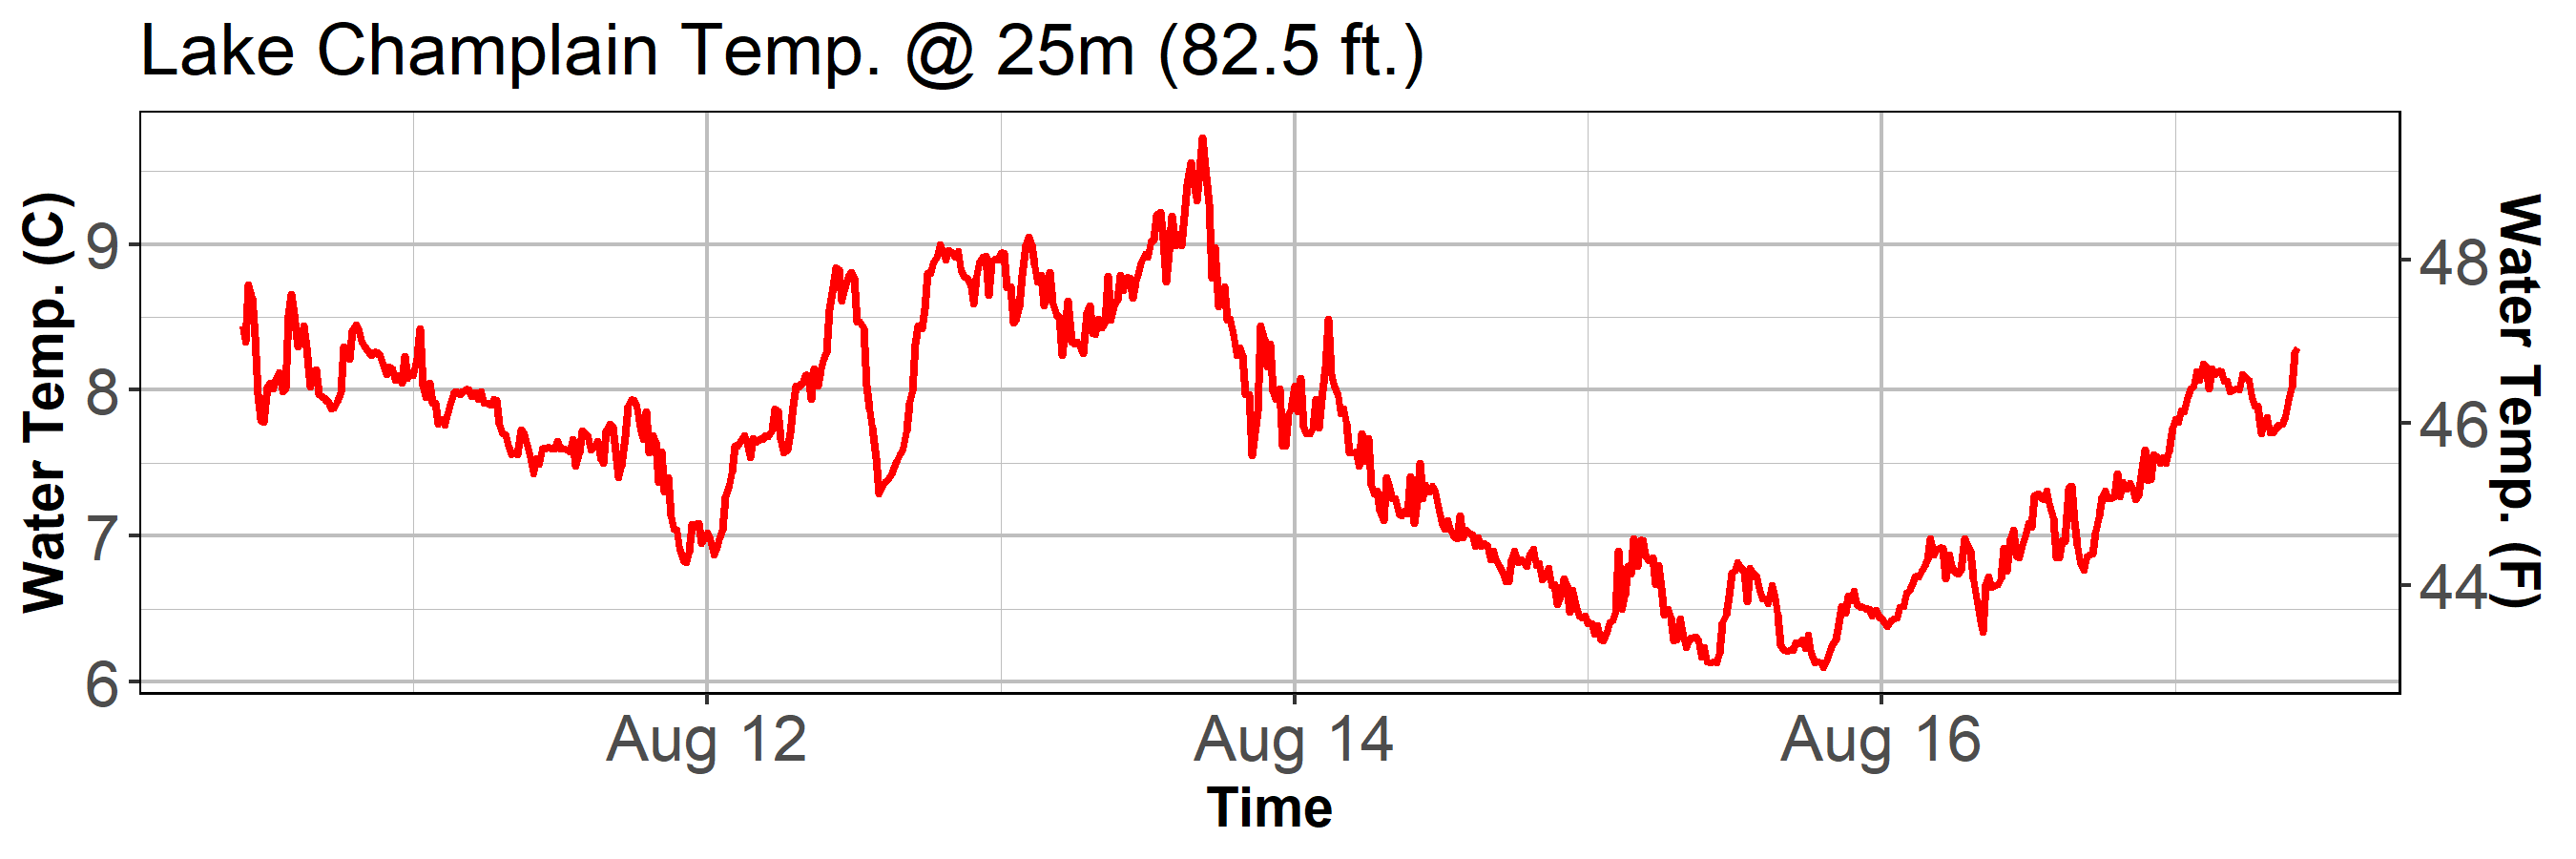 Lake Champlain Temp. @ 25m (82.5 ft.)
Water Temp. (C)
9
8
7
6
48
46
44
Water Temp. (F)
Aug 12
Aug 14
Aug 16
Time